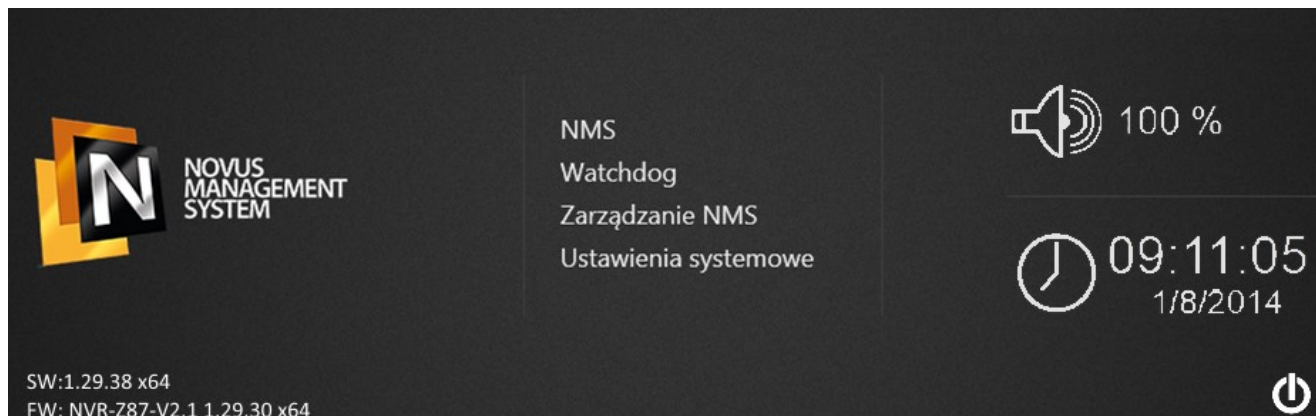 N
NOVUS
MANAGEMENT
SYSTEM
NMS
Watchdog
Zarządzanie NMS
Ustawienia systemowe
100 %
09:11:05
1/8/2014
SW:1.29.38 x64
FW: NVR-Z87-V2.1 1.29.30 x64